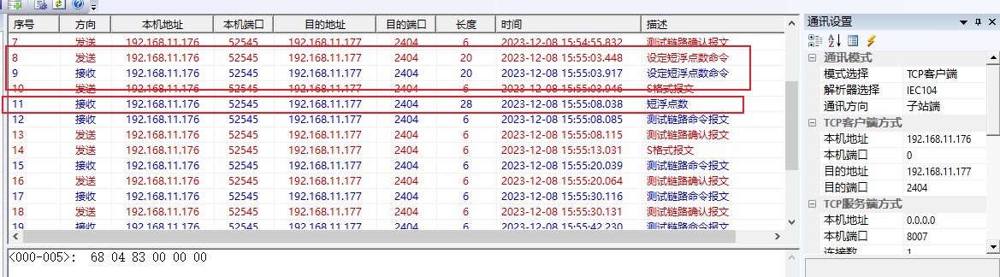 序号 方向 本机地址 本机端口 目的地址 目的端口 长度 时间 描述
7 发送 192.168.11.176 52545 192.168.11.177 2404 6 2023-12-08 15:54:55.832 测试链路确认报文
8 发送 192.168.11.176 52545 192.168.11.177 2404 20 2023-12-08 15:55:03.448 设定短浮点数命令
9 接收 192.168.11.176 52545 192.168.11.177 2404 20 2023-12-08 15:55:03.917 设定短浮点数命令
10 发送 192.168.11.176 52545 192.168.11.177 2404 6 2023-12-08 15:55:03.946 S格式报文
11 接收 192.168.11.176 52545 192.168.11.177 2404 28 2023-12-08 15:55:08.038 短浮点数
12 接收 192.168.11.176 52545 192.168.11.177 2404 6 2023-12-08 15:55:08.085 测试链路命令报文
13 发送 192.168.11.176 52545 192.168.11.177 2404 6 2023-12-08 15:55:08.115 测试链路确认报文
14 发送 192.168.11.176 52545 192.168.11.177 2404 6 2023-12-08 15:55:13.031 S格式报文
15 接收 192.168.11.176 52545 192.168.11.177 2404 6 2023-12-08 15:55:20.039 测试链路命令报文
16 发送 192.168.11.176 52545 192.168.11.177 2404 6 2023-12-08 15:55:20.064 测试链路确认报文
17 接收 192.168.11.176 52545 192.168.11.177 2404 6 2023-12-08 15:55:30.116 测试链路命令报文
18 发送 192.168.11.176 52545 192.168.11.177 2404 6 2023-12-08 15:55:30.131 测试链路确认报文
19 接收 192.168.11.176 52545 192.168.11.177 2404 6 2023-12-08 15:55:42.230 测试链路命令报文
<000-005>: 68 04 83 00 00 00
通讯设置
通讯模式
模式选择 TCP客户端
解析器选择 IEC104
通讯方向 子站端
TCP客户端方式
本机地址 192.168.11.176
本机端口 0
目的地址 192.168.11.177
目的端口 2404
TCP服务端方式
本机地址 0.0.0.0
本机端口 8007
连接数 1